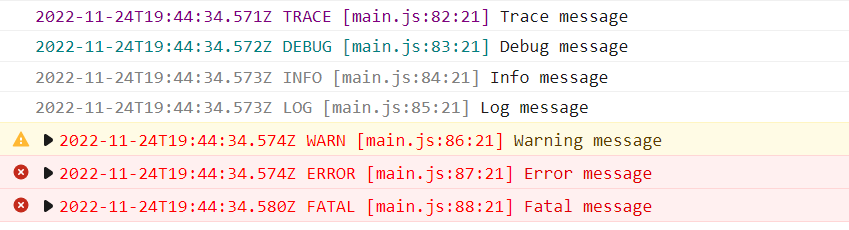 2022-11-24T19:44:34.571Z TRACE [main.js:82:21] Trace message
2022-11-24T19:44:34.572Z DEBUG [main.js:83:21] Debug message
2022-11-24T19:44:34.573Z INFO [main.js:84:21] Info message
2022-11-24T19:44:34.573Z LOG [main.js:85:21] Log message
2022-11-24T19:44:34.574Z WARN [main.js:86:21] Warning message
2022-11-24T19:44:34.574Z ERROR [main.js:87:21] Error message
2022-11-24T19:44:34.580Z FATAL [main.js:88:21] Fatal message